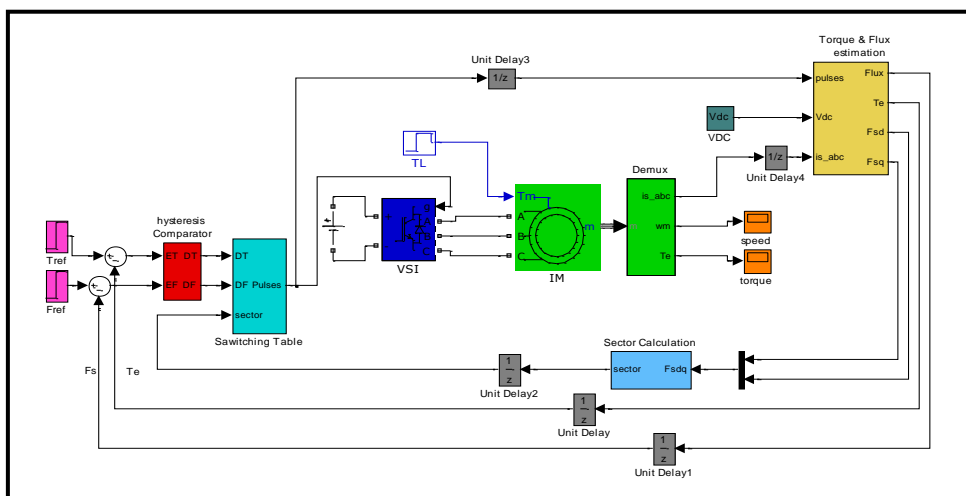 Torque & Flux
estimation
Unit Delay3
1/z
pulses
Flux
Te
Vdc
VDC
Vdc
Fsd
is_abc
Fsq
1/z
Unit Delay4
TL
Demux
Tm
is_abc
A
B
C
m
m
wm
speed
Te
torque
IM
g
A
B
C
+
VSI
hysteresis
Comparator
Tref
ET DT
DT
Fref
EF DF
DF Pulses
sector
Sawitching Table
Fs
Te
Sector Calculation
sector Fsdq
1
z
Unit Delay2
1
z
Unit Delay
1
z
Unit Delay1